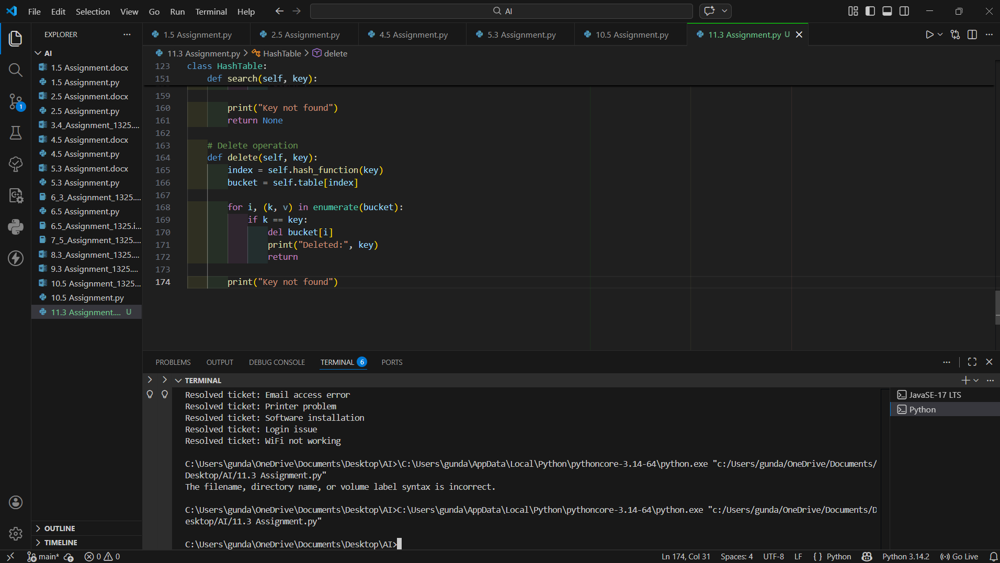 File Edit Selection View Go Run Terminal Help
AI
EXPLORER
AI
1.5 Assignment.docx
1.5 Assignment.py
2.5 Assignment.docx
2.5 Assignment.py
3.4_Assignment_1325....
4.5 Assignment.docx
4.5 Assignment.py
5.3 Assignment.docx
5.3 Assignment.py
6_3_Assignment_1325....
6.5 Assignment.py
6.5_Assignment_1325.i...
7_5_Assignment_1325....
8.3_Assignment_1325....
9.3 Assignment_1325....
10.5 Assignment_1325...
10.5 Assignment.py
11.3 Assignment.... U
OUTLINE
TIMELINE
1
1.5 Assignment.py 2.5 Assignment.py 4.5 Assignment.py 5.3 Assignment.py 10.5 Assignment.py 11.3 Assignment.py U
11.3 Assignment.py > HashTable > delete
123 class HashTable:
151 def search(self, key):
159
160 print("Key not found")
161 return None
162
163 # Delete operation
164 def delete(self, key):
165 index = self.hash_function(key)
166 bucket = self.table[index]
167
168 for i, (k, v) in enumerate(bucket):
169 if k == key:
170 del bucket[i]
171 print("Deleted:", key)
172 return
173
174 print("Key not found")
PROBLEMS OUTPUT DEBUG CONSOLE TERMINAL 6 PORTS
TERMINAL
Resolved ticket: Email access error
Resolved ticket: Printer problem
Resolved ticket: Software installation
Resolved ticket: Login issue
Resolved ticket: WiFi not working
C:\Users\gunda\OneDrive\Documents\Desktop\AI>\C:\Users\gunda\AppData\Local\Python\pythoncore-3.14-64\python.exe "c:/Users/gunda/OneDrive/Documents/
Desktop/AI/11.3 Assignment.py"
The filename, directory name, or volume label syntax is incorrect.
C:\Users\gunda\OneDrive\Documents\Desktop\AI>C:\Users\gunda\AppData\Local\Python\pythoncore-3.14-64\python.exe "c:/Users/gunda/OneDrive/Documents/D
esktop/AI/11.3 Assignment.py"
C:\Users\gunda\OneDrive\Documents\Desktop\AI>
JavaSE-17 LTS
Python
main* 0 0 Ln 174, Col 31 Spaces: 4 UTF-8 LF { } Python Python 3.14.2 Go Live